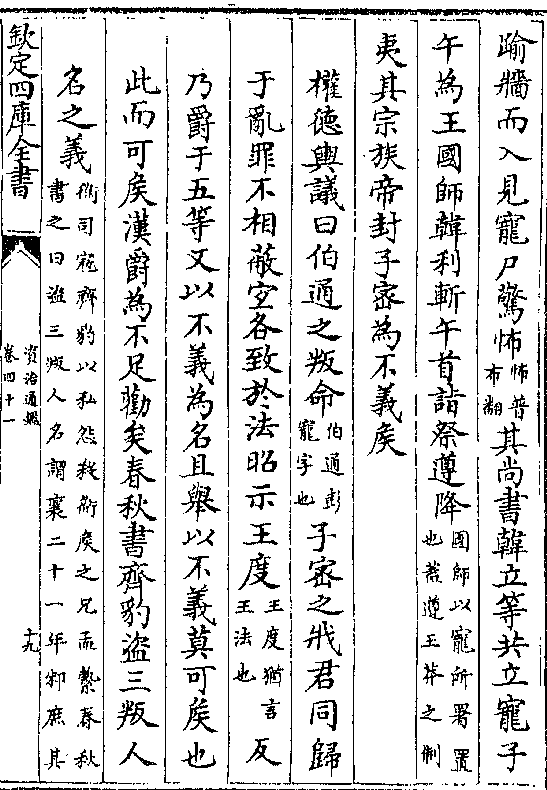 踰牆而入見寵尸驚怖怖普布翻其尚書韓立等共立寵子
午為王國師韓利斬午首詣祭遵降國師以寵所署置也蓋遵王莽之制
夷其宗族帝封子密為不義侯
權德輿議曰伯通之叛命伯通彭寵字也子密之戕君同歸
于亂罪不相蔽宜各致於法昭示王度王度猶言王法也反
乃爵于五等又以不義為名且舉以不義莫可侯也
此而可侯漢爵為不足勸矣春秋書齊豹盜三叛人
名之義衛司寇齊豹以私怨殺衛侯之兄而縶春秋書之曰盜三叛人名謂襄二十一年邾庶其
欽定四庫全書
資治通鑑
卷四十一
十九